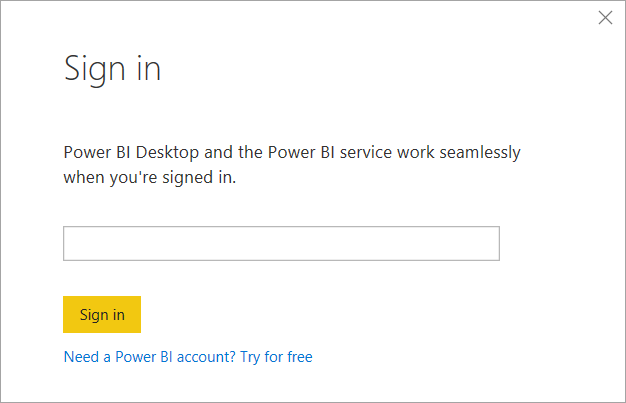 Sign in
Power BI Desktop and the Power BI service work seamlessly
when you're signed in.
Sign in
Need a Power BI account? Try for free